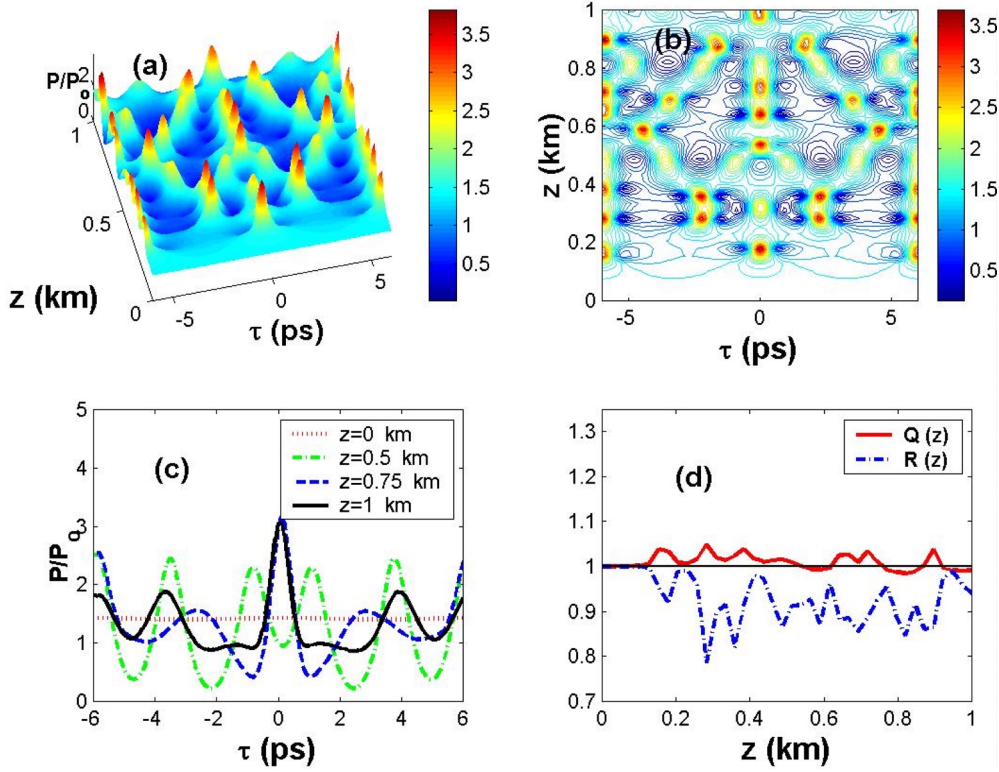 (a)
P/P
o
2
0
1
0.5
0
z (km)
-5
0
5
τ (ps)
3.5
3
2.5
2
1.5
1
0.5
(b)
1
0.8
0.6
0.4
0.2
0
z (km)
-5
0
5
τ (ps)
3.5
3
2.5
2
1.5
1
0.5
(c)
5
4
3
2
1
0
P/P
o
z=0 km
z=0.5 km
z=0.75 km
z=1 km
-6
-4
-2
0
2
4
6
τ (ps)
(d)
1.3
1.2
1.1
1
0.9
0.8
0.7
Q (z)
R (z)
0
0.2
0.4
0.6
0.8
1
z (km)